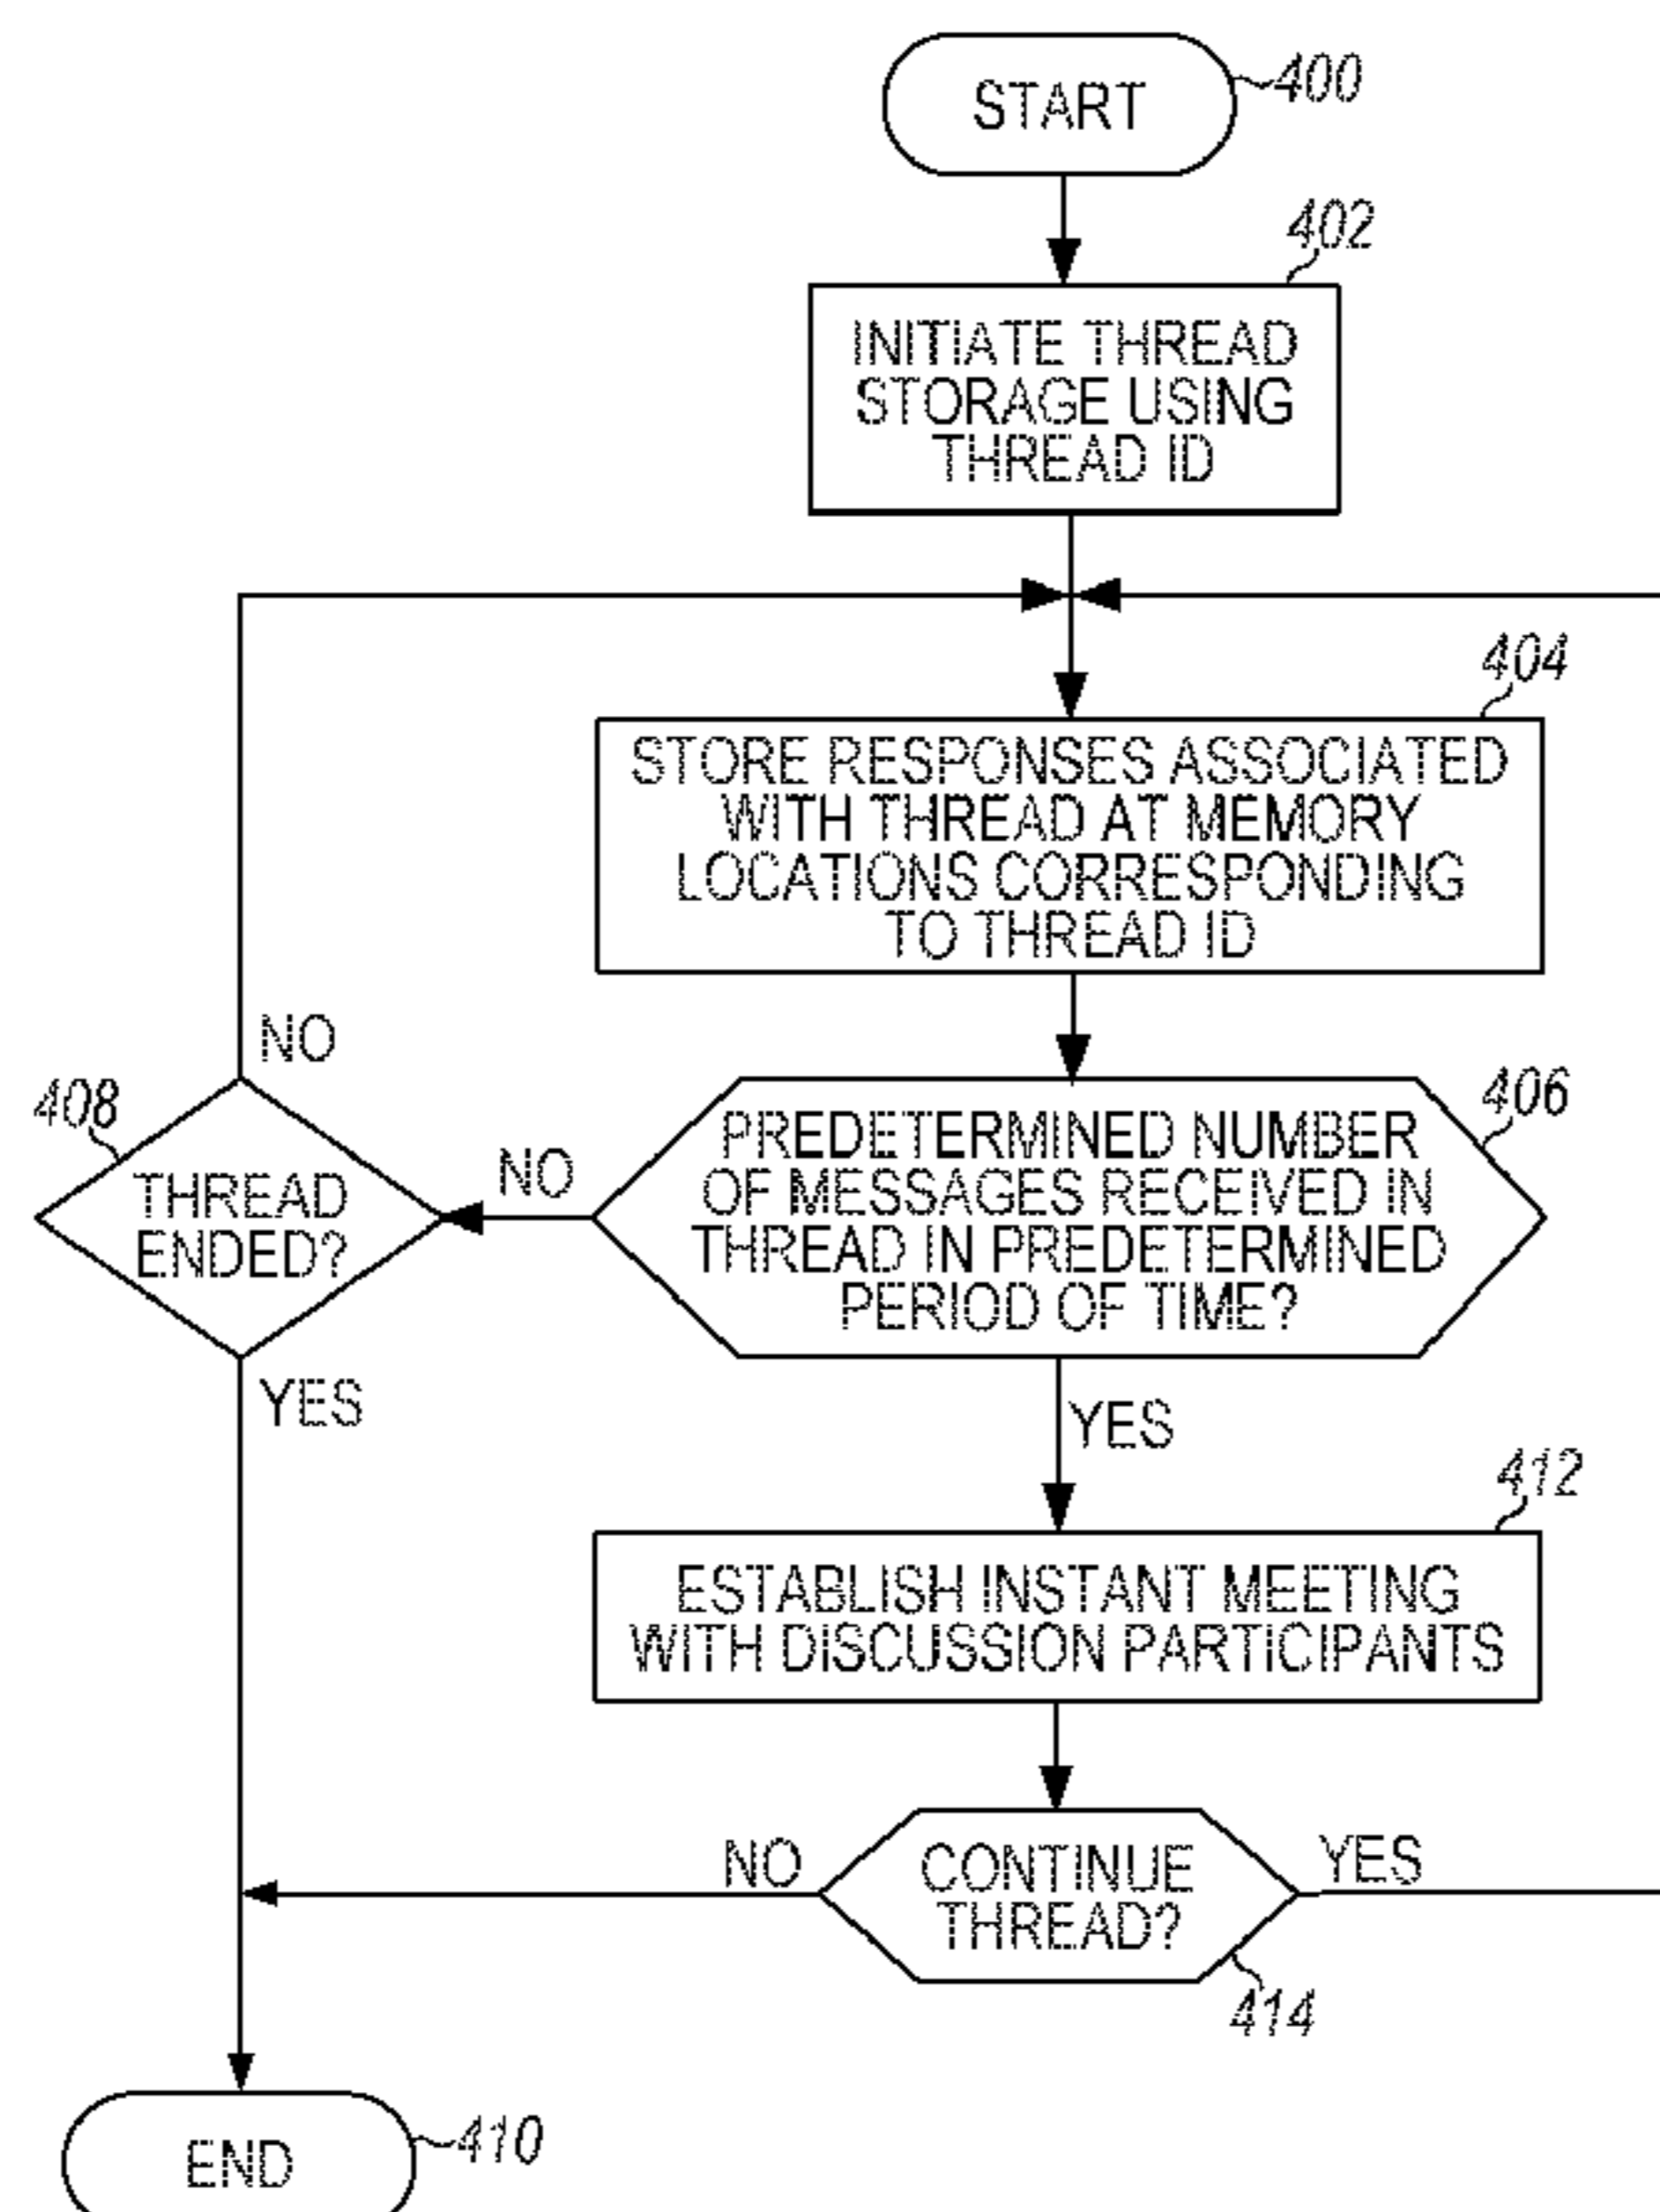 START
400
402
INITIATE THREAD
STORAGE USING
THREAD ID
404
STORE RESPONSES ASSOCIATED
WITH THREAD AT MEMORY
LOCATIONS CORRESPONDING
TO THREAD ID
NO
408
THREAD
ENDED?
NO
406
PREDETERMINED NUMBER
OF MESSAGES RECEIVED IN
THREAD IN PREDETERMINED
PERIOD OF TIME?
YES
YES
412
ESTABLISH INSTANT MEETING
WITH DISCUSSION PARTICIPANTS
NO
CONTINUE
THREAD?
YES
414
END
410